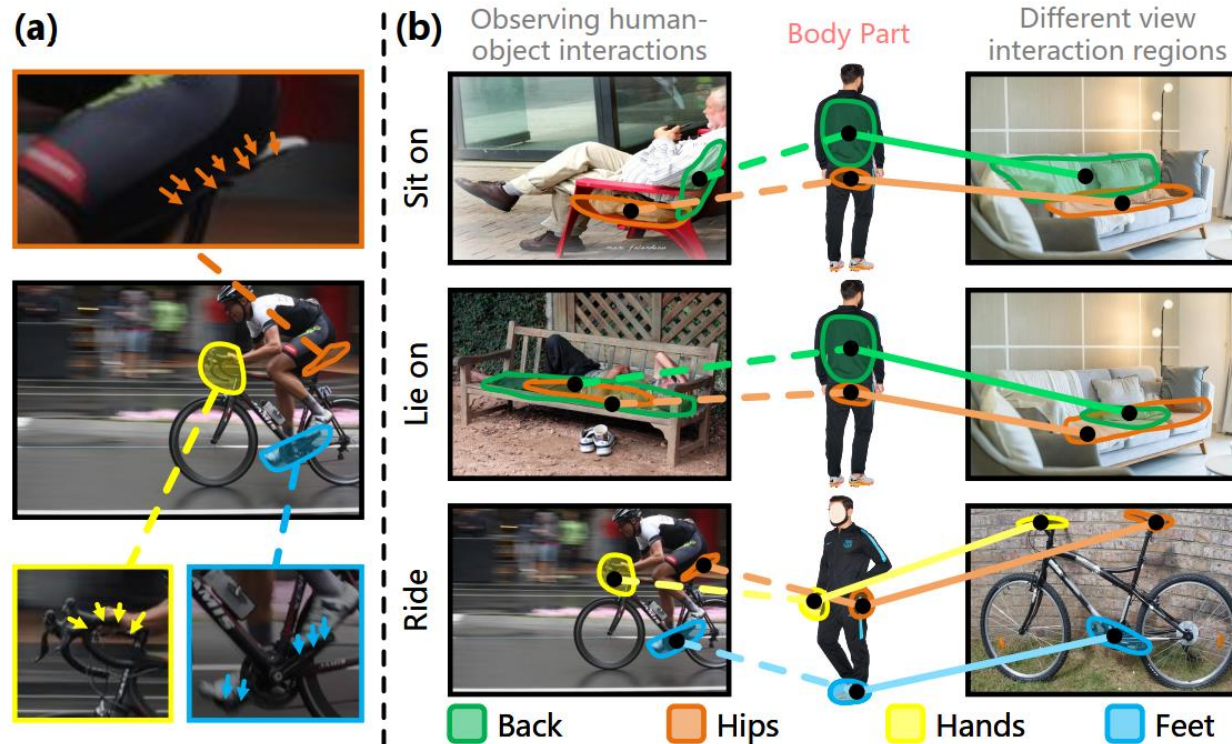 (a)
(b)
Observing human-
object interactions
Body Part
Different view
interaction regions
Sit on
Lie on
Ride
Back
Hips
Hands
Feet